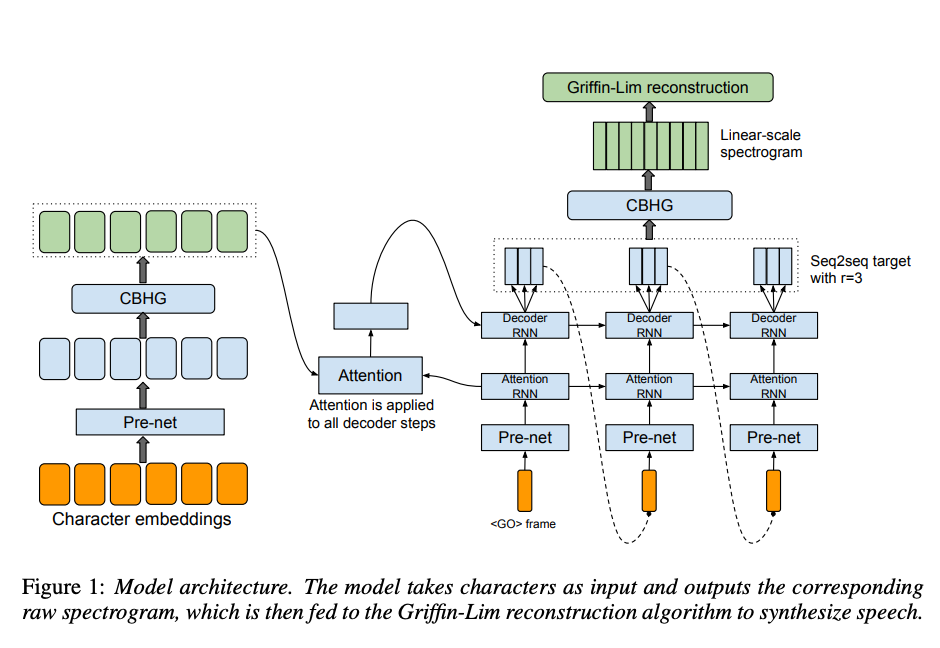 Griffin-Lim reconstruction
Linear-scale
spectrogram
CBHG
Seq2seq target
with r=3
CBHG
Decoder
RNN
Decoder
RNN
Decoder
RNN
Attention
Attention is applied
to all decoder steps
Attention
RNN
Attention
RNN
Attention
RNN
Pre-net
Pre-net
Pre-net
Pre-net
Character embeddings
<GO> frame
Figure 1: Model architecture. The model takes characters as input and outputs the corresponding
raw spectrogram, which is then fed to the Griffin-Lim reconstruction algorithm to synthesize speech.